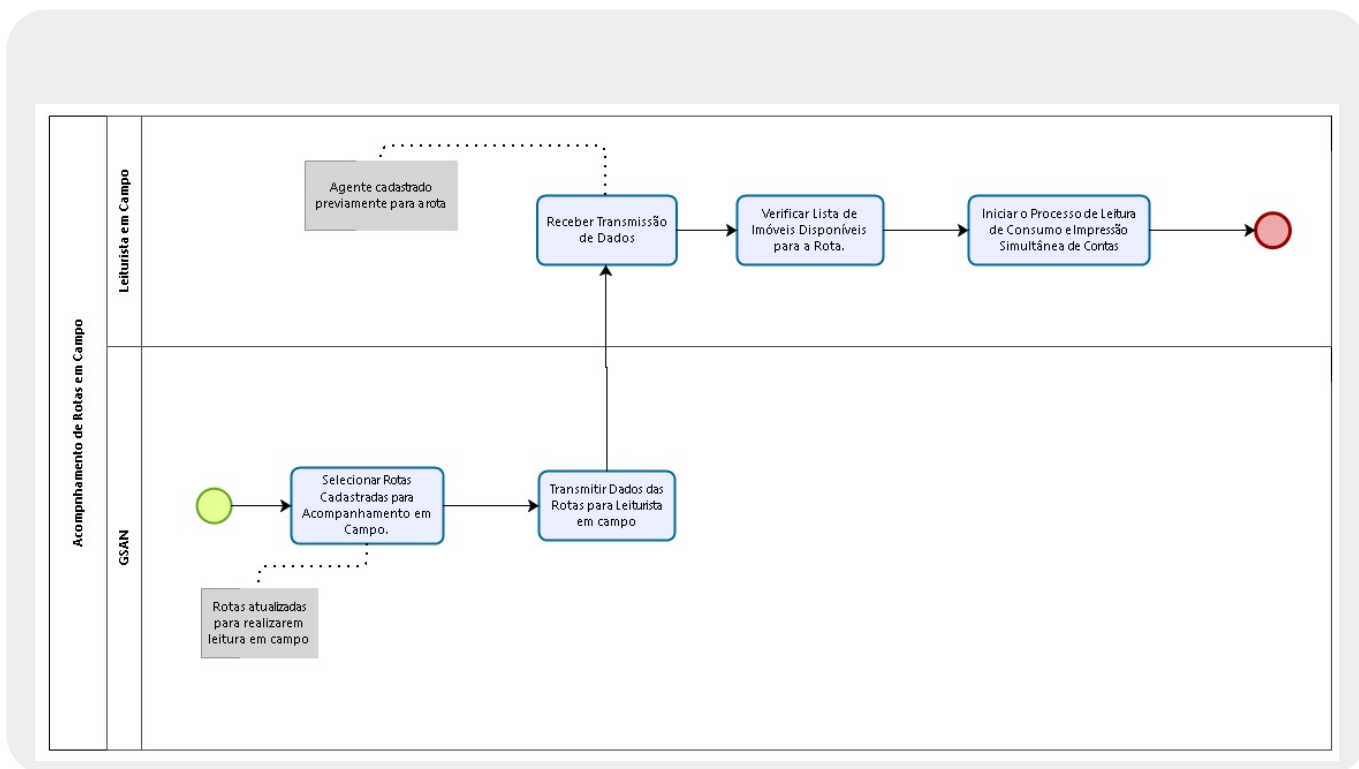 Acompnhamento de Rotas em Campo
Leiturista em Campo
Agente cadastrado
previamente para a rota
Receber Transmissão
de Dados
Verificar Lista de
Imóveis Disponíveis
para a Rota.
Iniciar o Processo de Leitura
de Consumo e Impressão
Simultânea de Contas
GSAN
Selecionar Rotas
Cadastradas para
Acompanhamento em
Campo.
Transmitir Dados das
Rotas para Leiturista
em campo
Rotas atualizadas
para realizarem
leitura em campo